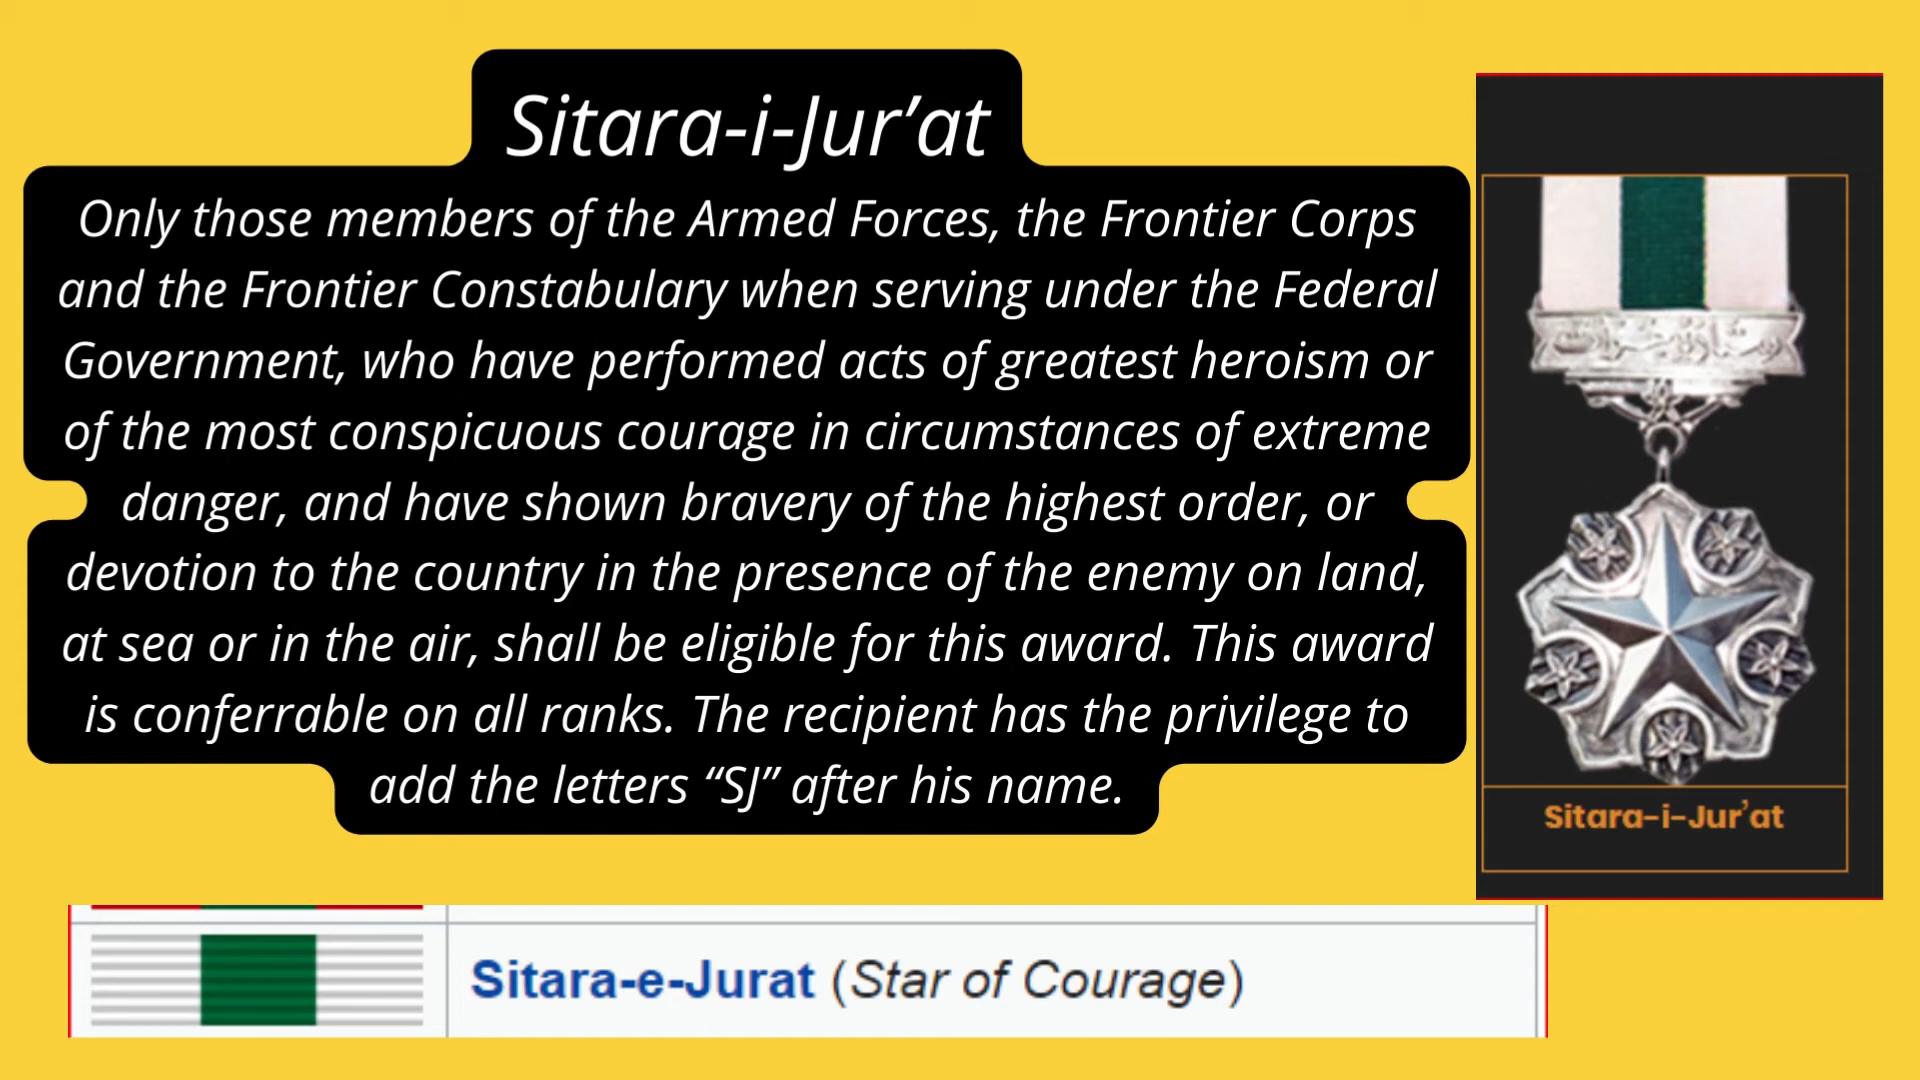 Sitara-i-Jur’at
Only those members of the Armed Forces, the Frontier Corps
and the Frontier Constabulary when serving under the Federal
Government, who have performed acts of greatest heroism or
of the most conspicuous courage in circumstances of extreme
danger, and have shown bravery of the highest order, or
devotion to the country in the presence of the enemy on land,
at sea or in the air, shall be eligible for this award. This award
is conferrable on all ranks. The recipient has the privilege to
add the letters “SJ” after his name.
Sitara-i-Jur’at
Sitara-e-Jurat (Star of Courage)